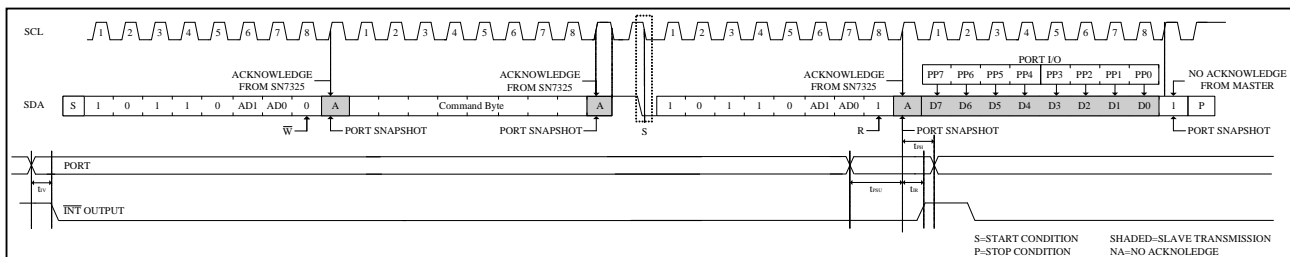 SCL 1 2 3 4 5 6 7 8 1 2 3 4 5 6 7 8 1 2 3 4 5 6 7 8 1 2 3 4 5 6 7 8
PORT I/O
ACKNOWLEDGE
FROM SN7325
ACKNOWLEDGE
FROM SN7325
ACKNOWLEDGE
FROM SN7325
PP7 PP6 PP5 PP4 PP3 PP2 PP1 PP0
NO ACKNOWLEDGE
FROM MASTER
SDA S 1 0 1 1 0 AD1 AD0 0 A Command Byte A 1 0 1 1 0 AD1 AD0 1 A D7 D6 D5 D4 D3 D2 D1 D0 1 P
W PORT SNAPSHOT PORT SNAPSHOT S R PORT SNAPSHOT PORT SNAPSHOT
tPSH
PORT
tIV tPSU tIR
INT OUTPUT
S=START CONDITION SHADED=SLAVE TRANSMISSION
P=STOP CONDITION NA=NO ACKNOLEDGE